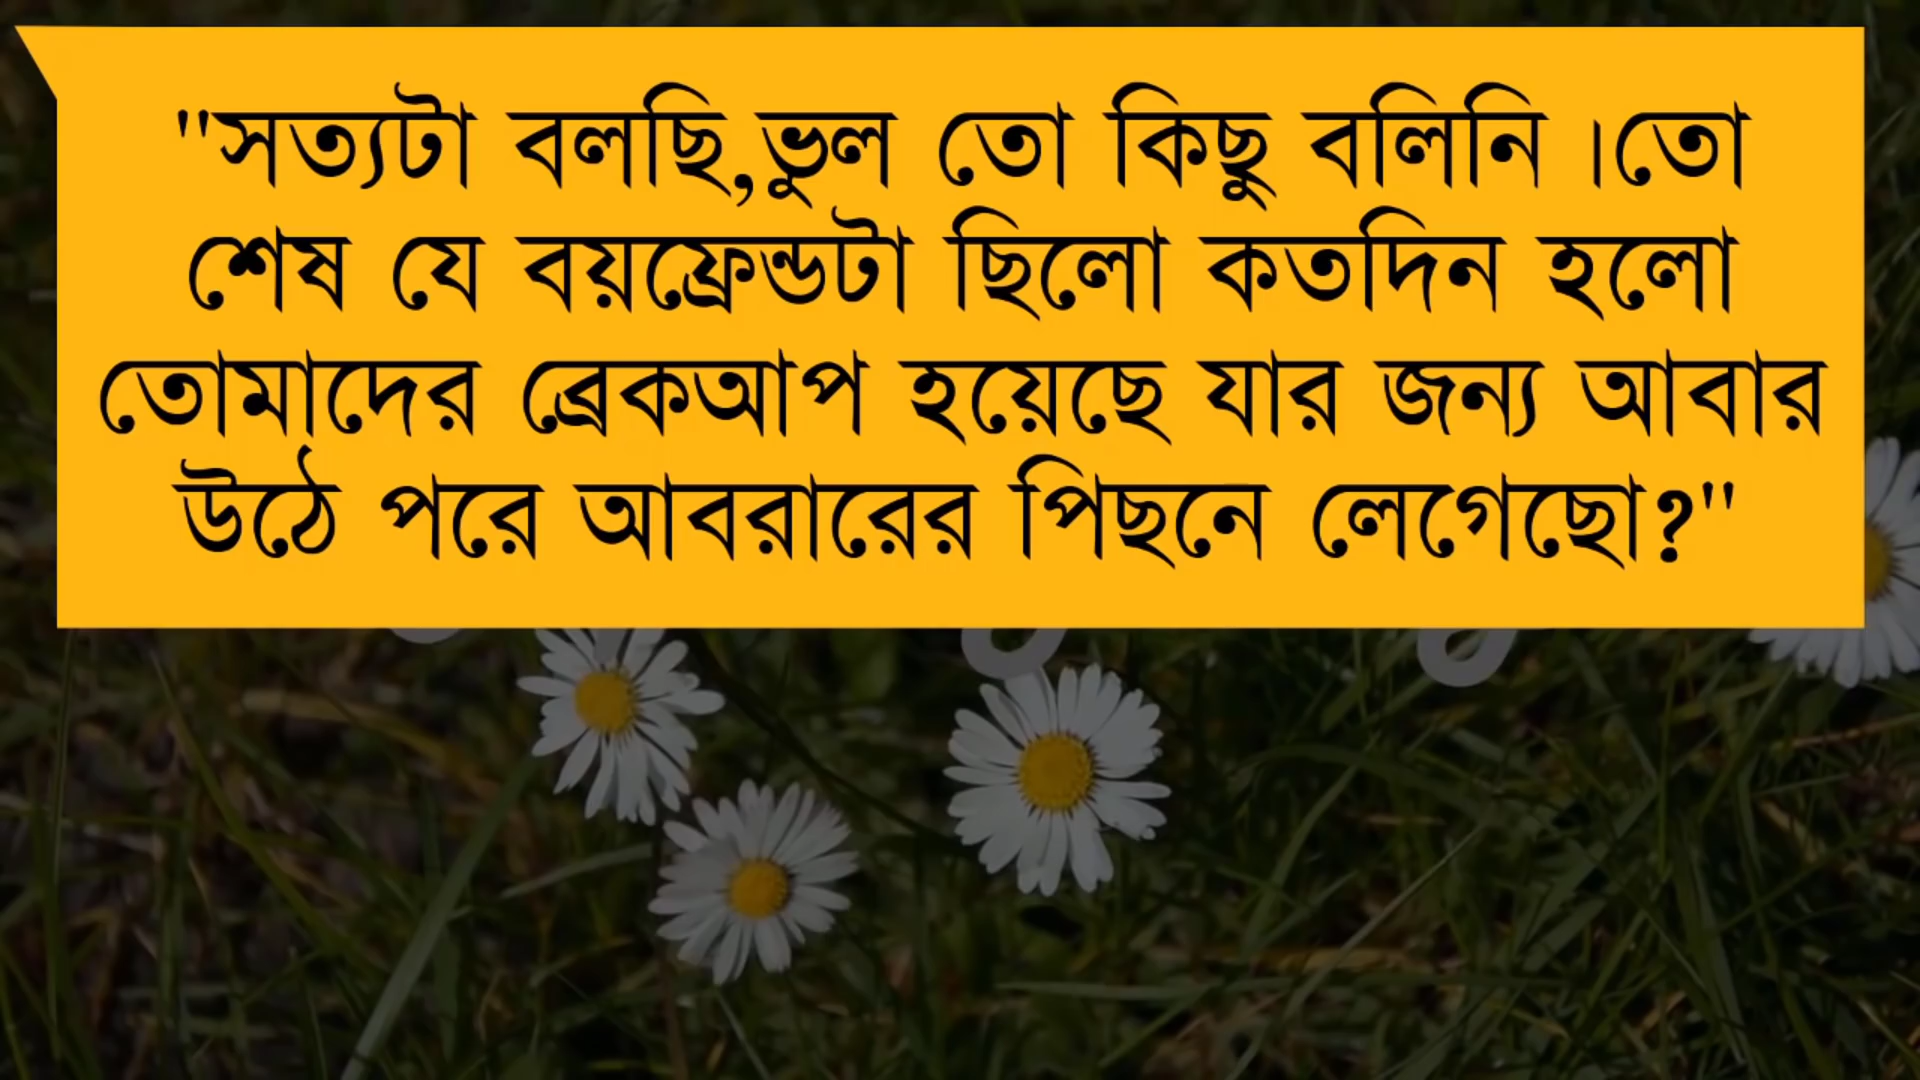 "সত্যটা বলছি,ভুল তো কিছু বলিনি ।তো
শেষ যে বয়ফ্রেন্ডটা ছিলো কতদিন হলো
তোমাদের ব্রেকআপ হয়েছে যার জন্য আবার
উঠে পরে আবরারের পিছনে লেগেছো?"